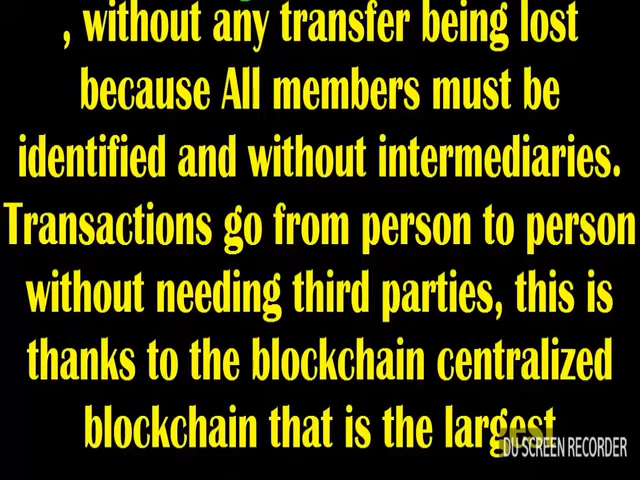 , without any transfer being lost
because All members must be
identified and without intermediaries.
Transactions go from person to person
without needing third parties, this is
thanks to the blockchain centralized
blockchain that is the largest
DU SCREEN RECORDER